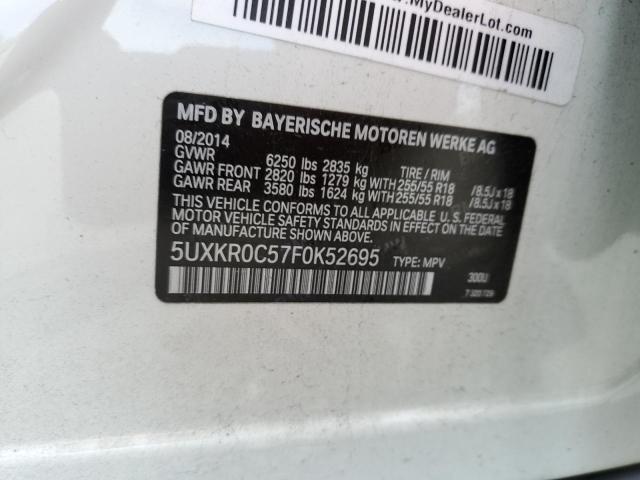 MyDealerLot.com
MFD BY BAYERISCHE MOTOREN WERKE AG
08/2014
GVWR 6250 lbs 2835 kg TIRE / RIM
GAWR FRONT 2820 lbs 1279 kg WITH 255/55 R18 /8.5J x 18
GAWR REAR 3580 lbs 1624 kg WITH 255/55 R18 /8.5J x 18
THIS VEHICLE CONFORMS TO ALL APPLICABLE U. S. FEDERAL
MOTOR VEHICLE SAFETY STANDARDS IN EFFECT ON THE DATE
OF MANUFACTURE SHOWN ABOVE.
5UXKR0C57F0K52695 TYPE: MPV
300U